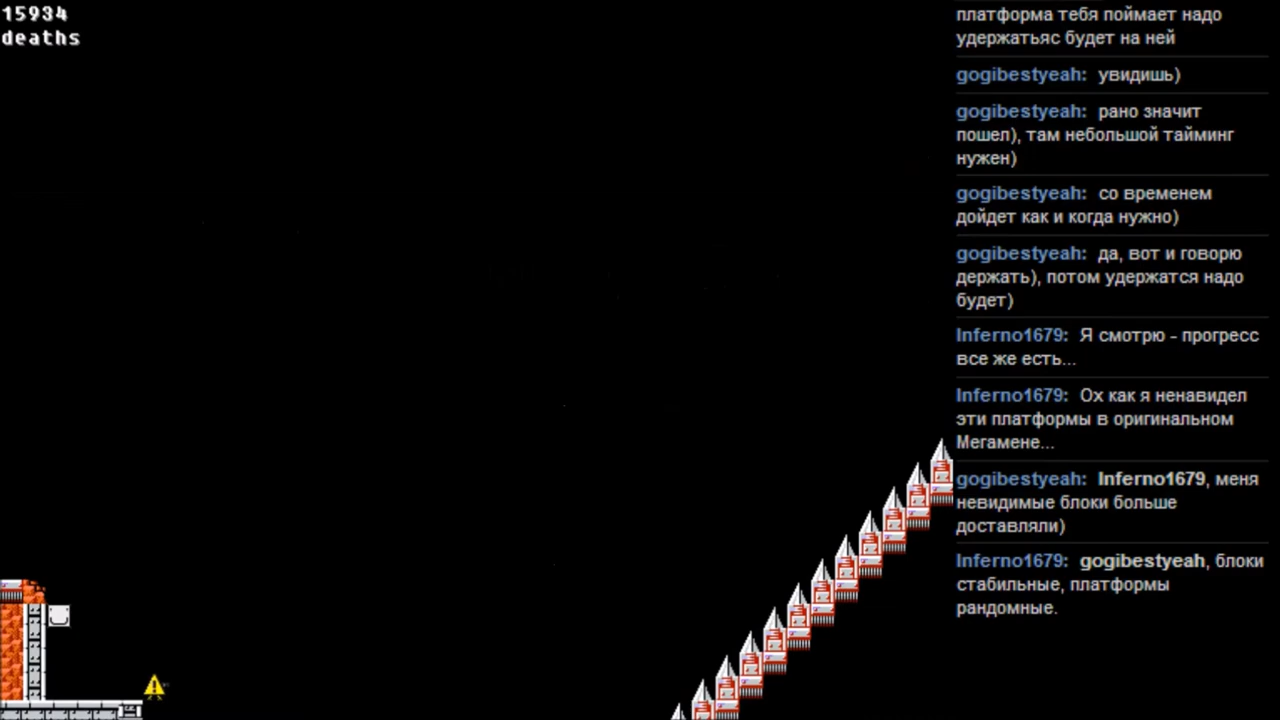 15934
deaths
платформа тебя поймает надо
удержатьяс будет на ней
gogibestyeah: увидишь)
gogibestyeah: рано значит
пошел), там небольшой тайминг
нужен)
gogibestyeah: со временем
дойдет как и когда нужно)
gogibestyeah: да, вот и говорю
держать), потом удержатся надо
будет)
Inferno1679: Я смотрю - прогресс
все же есть...
Inferno1679: Ох как я ненавидел
эти платформы в оригинальном
Мегамене...
gogibestyeah: Inferno1679, меня
невидимые блоки больше
доставляли)
Inferno1679: gogibestyeah, блоки
стабильные, платформы
рандомные.